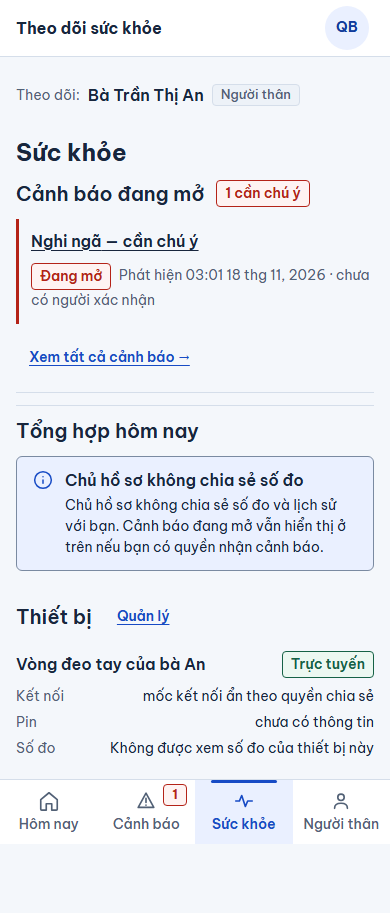 Theo dõi sức khỏe
QB
Theo dõi: Bà Trần Thị An Người thân
Sức khỏe
Cảnh báo đang mở 1 cần chú ý
Nghi ngã — cần chú ý
Đang mở Phát hiện 03:01 18 thg 11, 2026 · chưa
có người xác nhận
Xem tất cả cảnh báo →
Tổng hợp hôm nay
Chủ hồ sơ không chia sẻ số đo
Chủ hồ sơ không chia sẻ số đo và lịch sử
với bạn. Cảnh báo đang mở vẫn hiển thị ở
trên nếu bạn có quyền nhận cảnh báo.
Thiết bị Quản lý
Vòng đeo tay của bà An Trực tuyến
Kết nối mốc kết nối ẩn theo quyền chia sẻ
Pin chưa có thông tin
Số đo Không được xem số đo của thiết bị này
1
Hôm nay Cảnh báo Sức khỏe Người thân